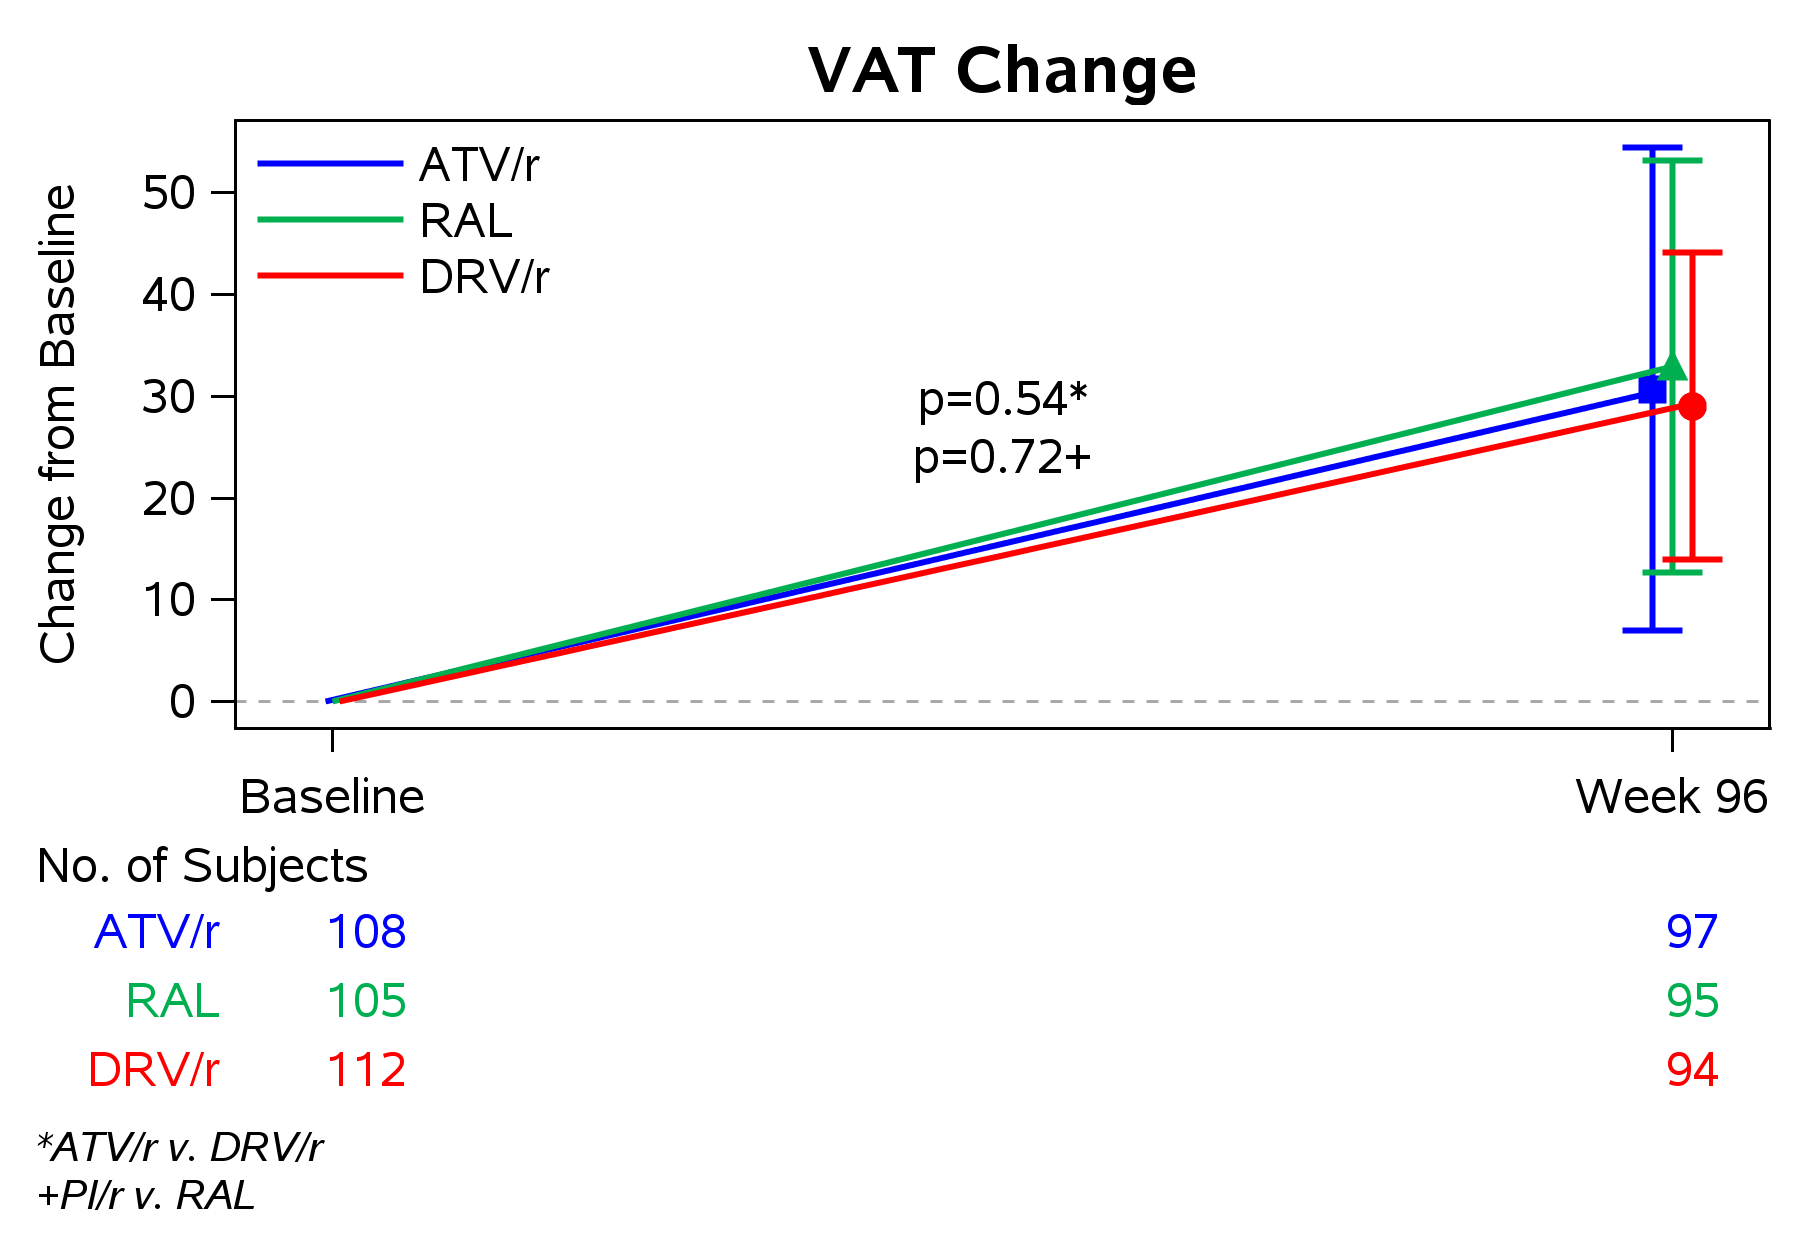 VAT Change
ATV/r
RAL
DRV/r
Change from Baseline
50
40
30
20
10
0
p=0.54*
p=0.72+
Baseline Week 96
No. of Subjects
ATV/r 108 97
RAL 105 95
DRV/r 112 94
*ATV/r v. DRV/r
+PI/r v. RAL